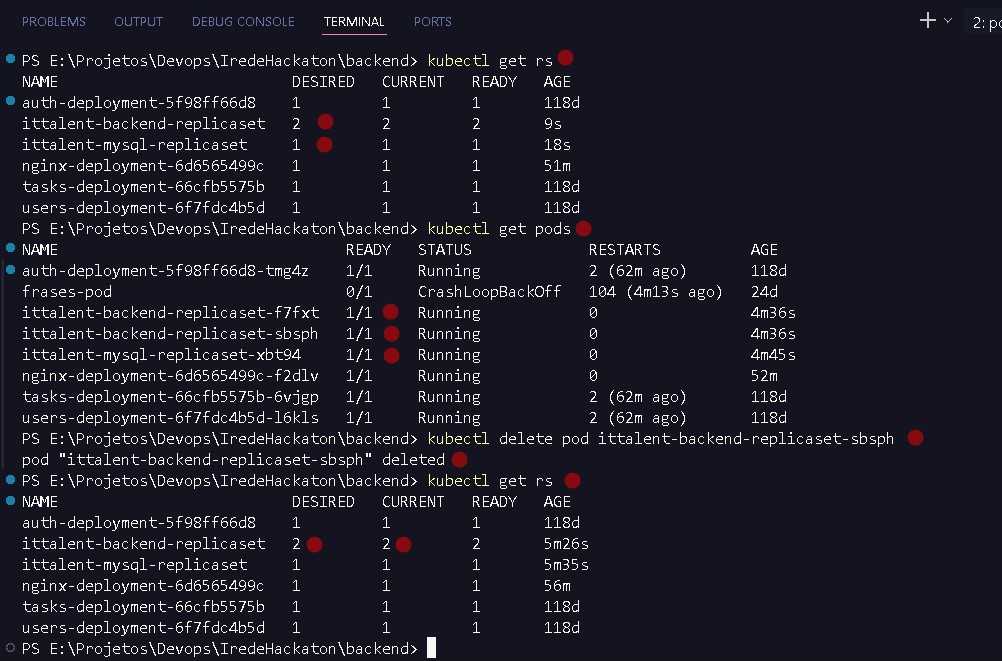 PROBLEMS OUTPUT DEBUG CONSOLE TERMINAL PORTS 2: po
PS E:\Projetos\Devops\IredeHackaton\backend> kubectl get rs
NAME DESIRED CURRENT READY AGE
auth-deployment-5f98ff66d8 1 1 1 118d
ittalent-backend-replicaset 2 2 2 9s
ittalent-mysql-replicaset 1 1 1 18s
nginx-deployment-6d6565499c 1 1 1 51m
tasks-deployment-66cfb5575b 1 1 1 118d
users-deployment-6f7fdc4b5d 1 1 1 118d
PS E:\Projetos\Devops\IredeHackaton\backend> kubectl get pods
NAME READY STATUS RESTARTS AGE
auth-deployment-5f98ff66d8-tmg4z 1/1 Running 2 (62m ago) 118d
frases-pod 0/1 CrashLoopBackOff 104 (4m13s ago) 24d
ittalent-backend-replicaset-f7fxt 1/1 Running 0 4m36s
ittalent-backend-replicaset-sbsph 1/1 Running 0 4m36s
ittalent-mysql-replicaset-xbt94 1/1 Running 0 4m45s
nginx-deployment-6d6565499c-f2dlv 1/1 Running 0 52m
tasks-deployment-66cfb5575b-6vjgp 1/1 Running 2 (62m ago) 118d
users-deployment-6f7fdc4b5d-l6kls 1/1 Running 2 (62m ago) 118d
PS E:\Projetos\Devops\IredeHackaton\backend> kubectl delete pod ittalent-backend-replicaset-sbsph
pod "ittalent-backend-replicaset-sbsph" deleted
PS E:\Projetos\Devops\IredeHackaton\backend> kubectl get rs
NAME DESIRED CURRENT READY AGE
auth-deployment-5f98ff66d8 1 1 1 118d
ittalent-backend-replicaset 2 2 2 5m26s
ittalent-mysql-replicaset 1 1 1 5m35s
nginx-deployment-6d6565499c 1 1 1 56m
tasks-deployment-66cfb5575b 1 1 1 118d
users-deployment-6f7fdc4b5d 1 1 1 118d
PS E:\Projetos\Devops\IredeHackaton\backend>